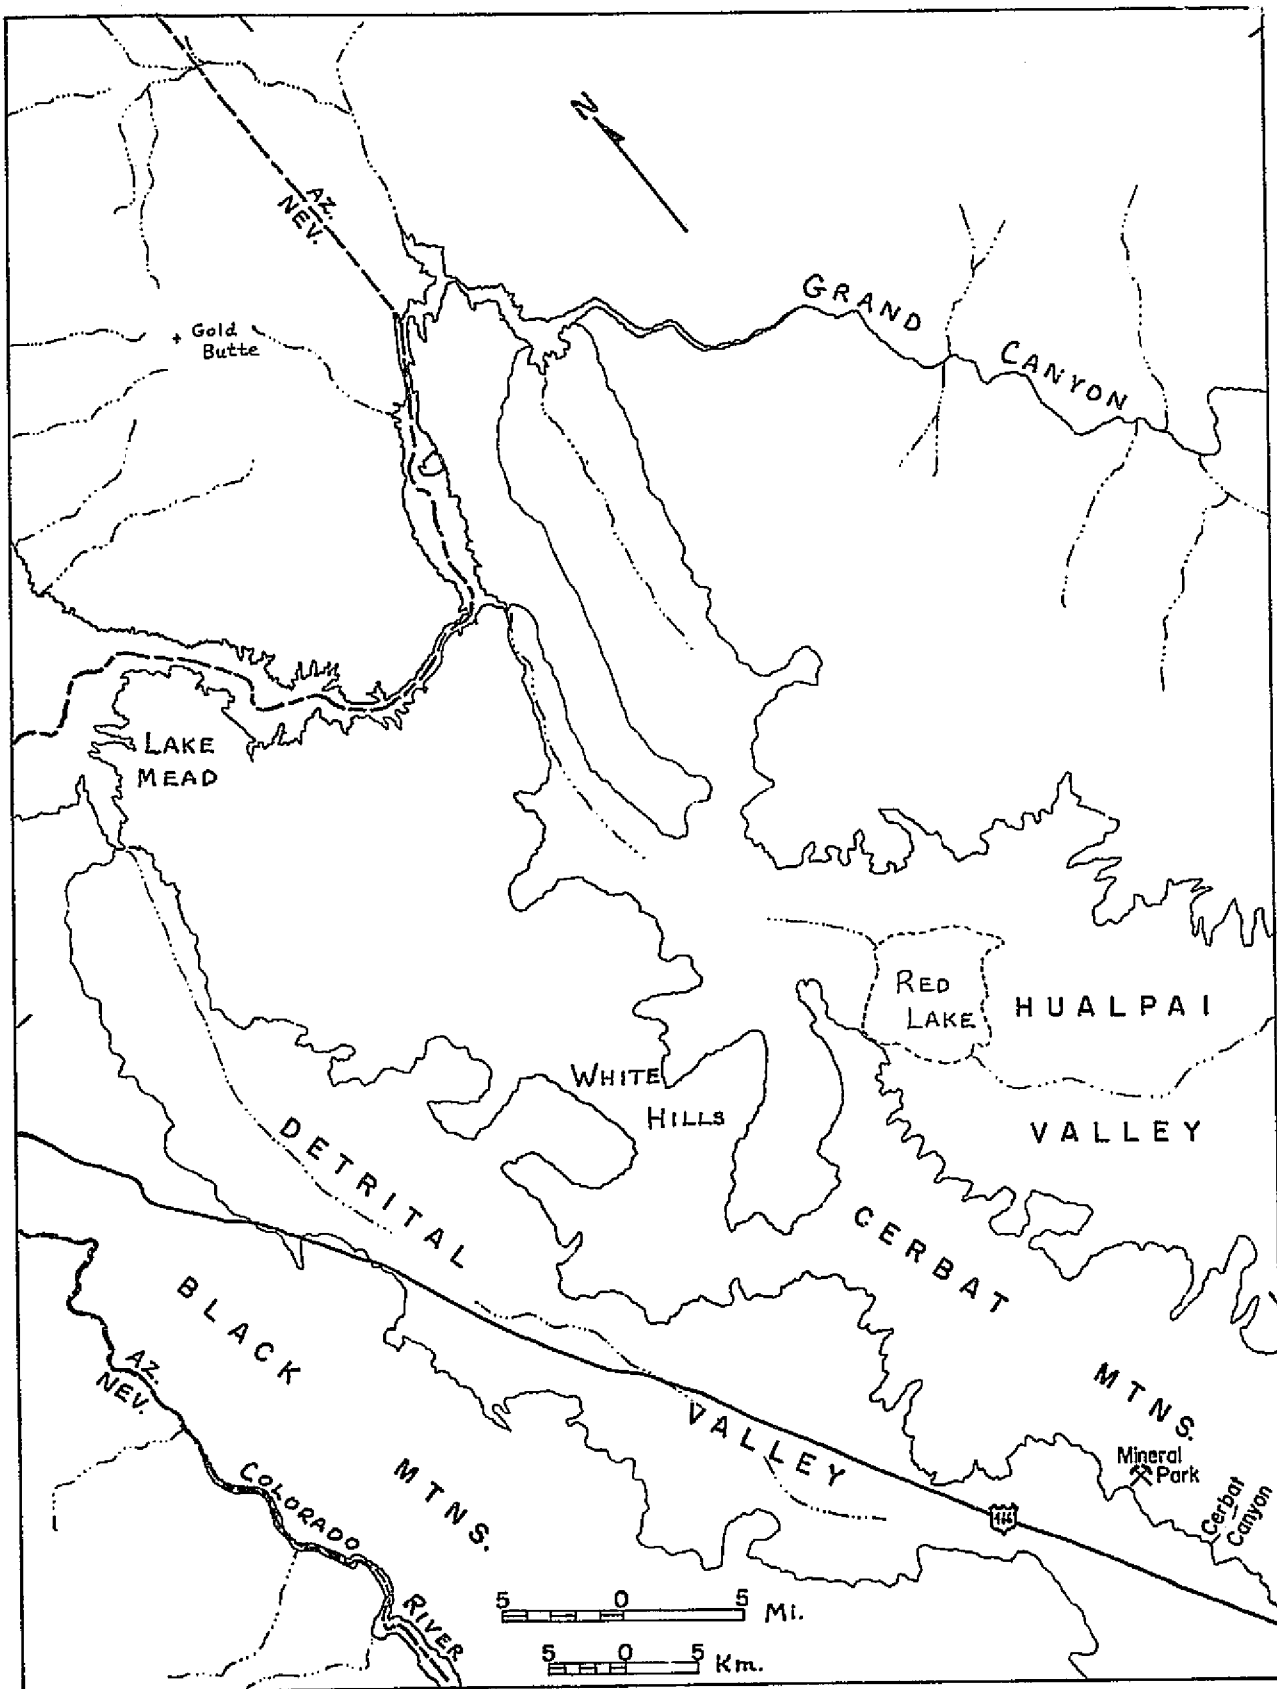 N
AZ.
NEV.
GRAND
CANYON
+ Gold
Butte
LAKE
MEAD
RED
LAKE
HUALPAI
VALLEY
WHITE
HILLS
DETRITAL
VALLEY
CERBAT
MTNS.
BLACK
MTNS.
AZ.
NEV.
COLORADO
RIVER
Mineral
Park
Cerbat
Canyon
5 0 5
Mi.
5 0 5
Km.